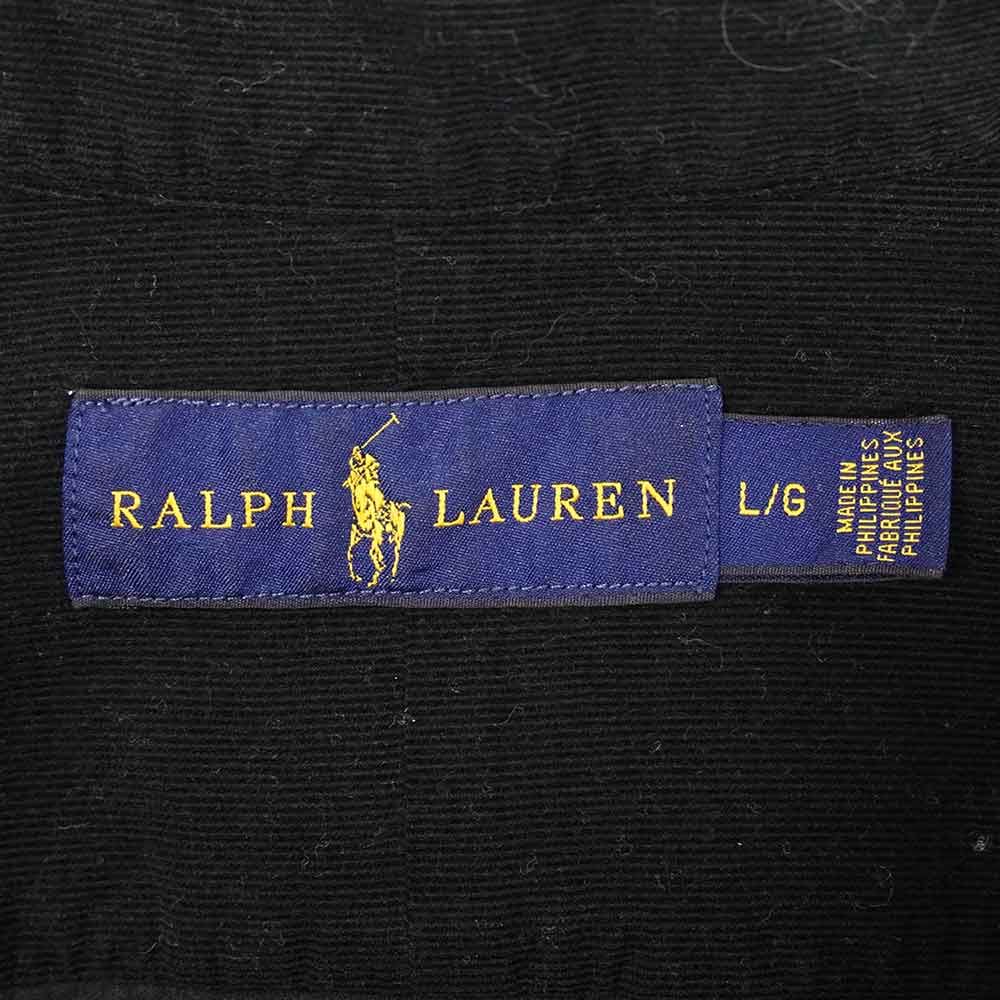 RALPH LAUREN
L/G
MADE IN
PHILIPPINES
FABRIQUÉ AUX
PHILIPPINES